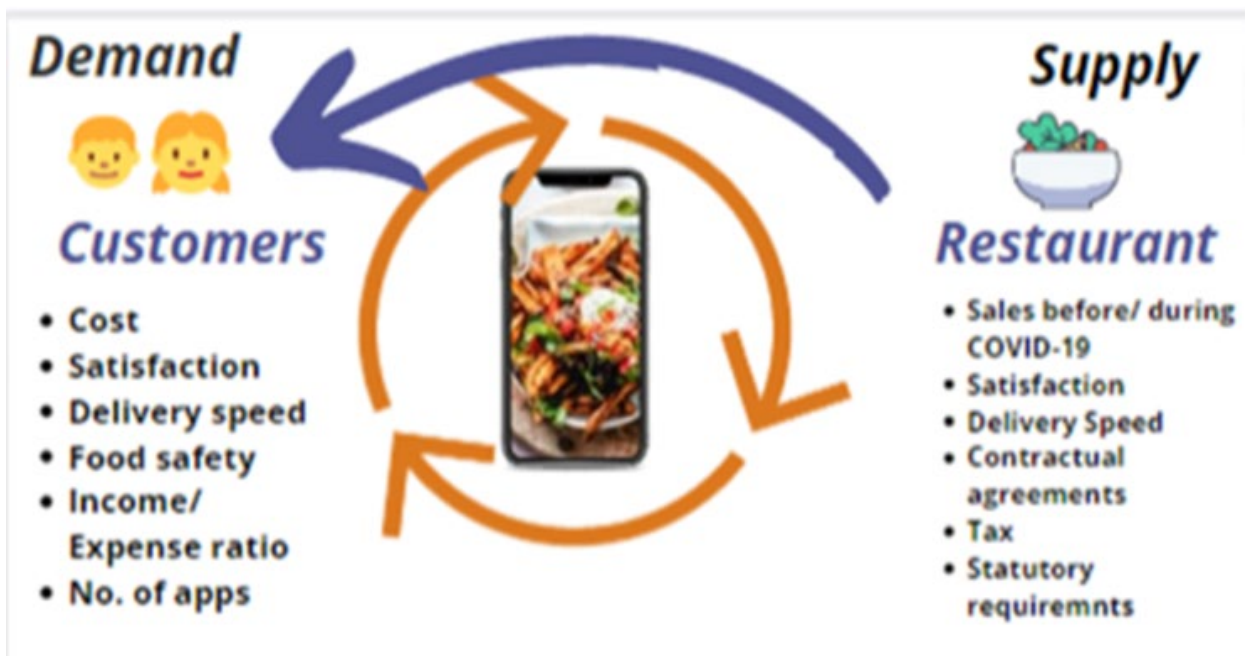 Demand
Customers
• Cost
• Satisfaction
• Delivery speed
• Food safety
• Income/
Expense ratio
• No. of apps
Supply
Restaurant
• Sales before/ during
COVID-19
• Satisfaction
• Delivery Speed
• Contractual
agreements
• Tax
• Statutory
requiremnts